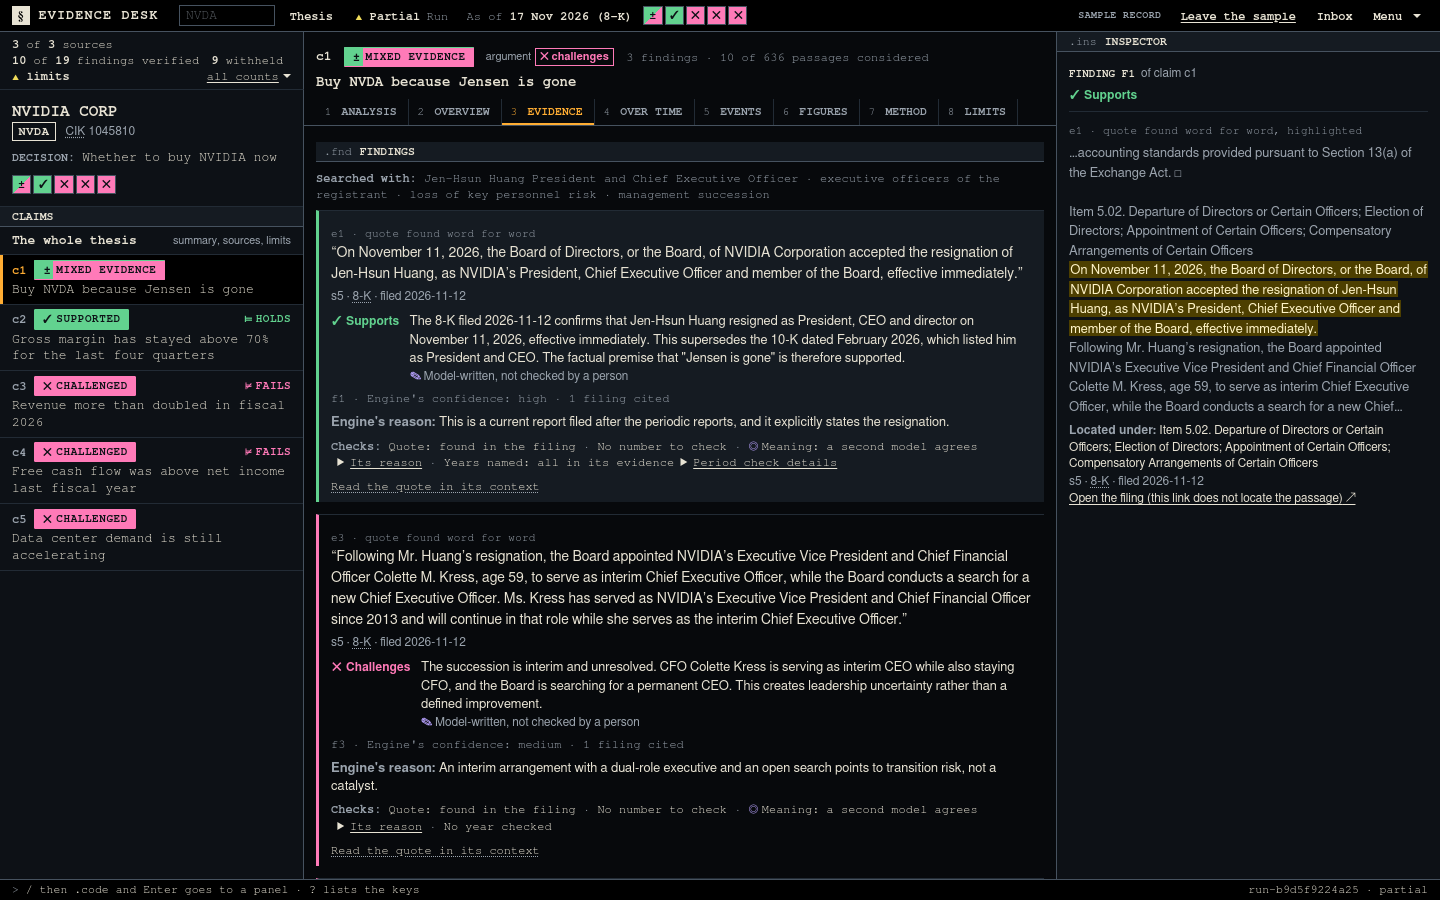 § EVIDENCE DESK NVDA Thesis ▲ Partial Run As of 17 Nov 2026 (8-K) ± ✓ ✕ ✕ ✕ SAMPLE RECORD Leave the sample Inbox Menu
3 of 3 sources
10 of 19 findings verified 9 withheld
▲ limits all counts
NVIDIA CORP
NVDA CIK 1045810
DECISION: Whether to buy NVIDIA now
± ✓ ✕ ✕ ✕
CLAIMS
The whole thesis summary, sources, limits
c1 ± MIXED EVIDENCE
Buy NVDA because Jensen is gone
c2 ✓ SUPPORTED ⊨ HOLDS
Gross margin has stayed above 70%
for the last four quarters
c3 ✕ CHALLENGED ⊭ FAILS
Revenue more than doubled in fiscal
2026
c4 ✕ CHALLENGED ⊭ FAILS
Free cash flow was above net income
last fiscal year
c5 ✕ CHALLENGED
Data center demand is still
accelerating
c1 ± MIXED EVIDENCE argument ✕ challenges 3 findings · 10 of 636 passages considered
Buy NVDA because Jensen is gone
1 ANALYSIS 2 OVERVIEW 3 EVIDENCE 4 OVER TIME 5 EVENTS 6 FIGURES 7 METHOD 8 LIMITS
.fnd FINDINGS
Searched with: Jen-Hsun Huang President and Chief Executive Officer · executive officers of the
registrant · loss of key personnel risk · management succession
e1 · quote found word for word
“On November 11, 2026, the Board of Directors, or the Board, of NVIDIA Corporation accepted the resignation of
Jen-Hsun Huang, as NVIDIA’s President, Chief Executive Officer and member of the Board, effective immediately.”
s5 · 8-K · filed 2026-11-12
✓ Supports The 8-K filed 2026-11-12 confirms that Jen-Hsun Huang resigned as President, CEO and director on
November 11, 2026, effective immediately. This supersedes the 10-K dated February 2026, which listed him
as President and CEO. The factual premise that "Jensen is gone" is therefore supported.
✎ Model-written, not checked by a person
f1 · Engine's confidence: high · 1 filing cited
Engine's reason: This is a current report filed after the periodic reports, and it explicitly states the resignation.
Checks: Quote: found in the filing · No number to check · ◎ Meaning: a second model agrees
▶ Its reason · Years named: all in its evidence ▶ Period check details
Read the quote in its context
e3 · quote found word for word
“Following Mr. Huang’s resignation, the Board appointed NVIDIA’s Executive Vice President and Chief Financial
Officer Colette M. Kress, age 59, to serve as interim Chief Executive Officer, while the Board conducts a search for a
new Chief Executive Officer. Ms. Kress has served as NVIDIA’s Executive Vice President and Chief Financial Officer
since 2013 and will continue in that role while she serves as the interim Chief Executive Officer.”
s5 · 8-K · filed 2026-11-12
✕ Challenges The succession is interim and unresolved. CFO Colette Kress is serving as interim CEO while also staying
CFO, and the Board is searching for a permanent CEO. This creates leadership uncertainty rather than a
defined improvement.
✎ Model-written, not checked by a person
f3 · Engine's confidence: medium · 1 filing cited
Engine's reason: An interim arrangement with a dual-role executive and an open search points to transition risk, not a
catalyst.
Checks: Quote: found in the filing · No number to check · ◎ Meaning: a second model agrees
▶ Its reason · No year checked
Read the quote in its context
.ins INSPECTOR
FINDING F1 of claim c1
✓ Supports
e1 · quote found word for word, highlighted
…accounting standards provided pursuant to Section 13(a) of
the Exchange Act. □
Item 5.02. Departure of Directors or Certain Officers; Election of
Directors; Appointment of Certain Officers; Compensatory
Arrangements of Certain Officers
On November 11, 2026, the Board of Directors, or the Board, of
NVIDIA Corporation accepted the resignation of Jen-Hsun
Huang, as NVIDIA’s President, Chief Executive Officer and
member of the Board, effective immediately.
Following Mr. Huang’s resignation, the Board appointed
NVIDIA’s Executive Vice President and Chief Financial Officer
Colette M. Kress, age 59, to serve as interim Chief Executive
Officer, while the Board conducts a search for a new Chief…
Located under: Item 5.02. Departure of Directors or Certain
Officers; Election of Directors; Appointment of Certain Officers;
Compensatory Arrangements of Certain Officers
s5 · 8-K · filed 2026-11-12
Open the filing (this link does not locate the passage) ↗
> / then .code and Enter goes to a panel · ? lists the keys run-b9d5f9224a25 · partial